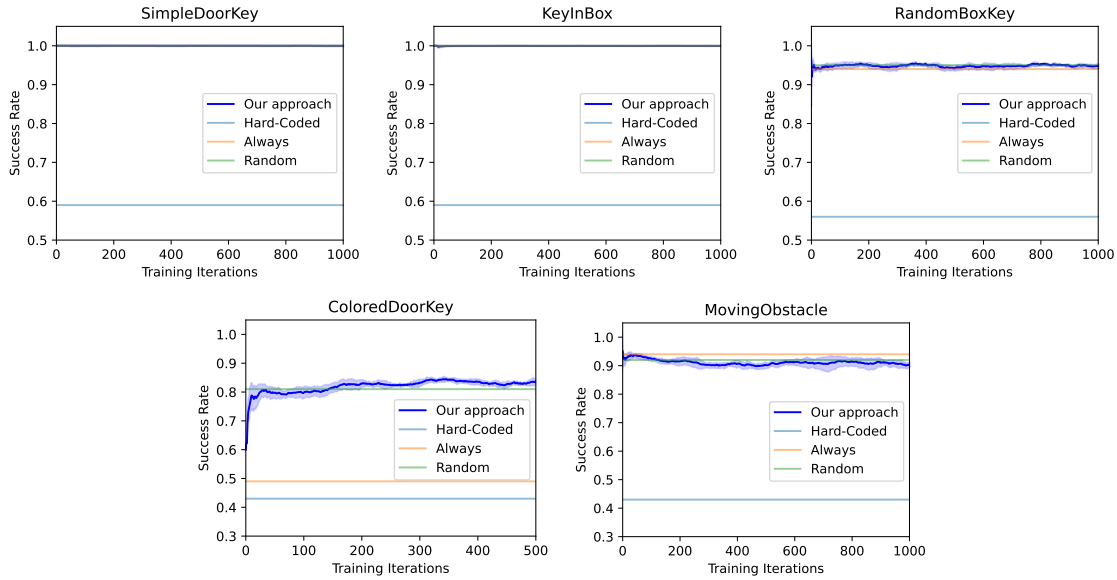 SimpleDoorKey
1.0
0.9
0.8
0.7
0.6
0.5
Success Rate
0 200 400 600 800 1000
Training Iterations
Our approach
Hard-Coded
Always
Random
KeyInBox
1.0
0.9
0.8
0.7
0.6
0.5
Success Rate
0 200 400 600 800 1000
Training Iterations
Our approach
Hard-Coded
Always
Random
RandomBoxKey
1.0
0.9
0.8
0.7
0.6
0.5
Success Rate
0 200 400 600 800 1000
Training Iterations
Our approach
Hard-Coded
Always
Random
ColoredDoorKey
1.0
0.9
0.8
0.7
0.6
0.5
0.4
0.3
Success Rate
0 100 200 300 400 500
Training Iterations
Our approach
Hard-Coded
Always
Random
MovingObstacle
1.0
0.9
0.8
0.7
0.6
0.5
0.4
0.3
Success Rate
0 200 400 600 800 1000
Training Iterations
Our approach
Hard-Coded
Always
Random